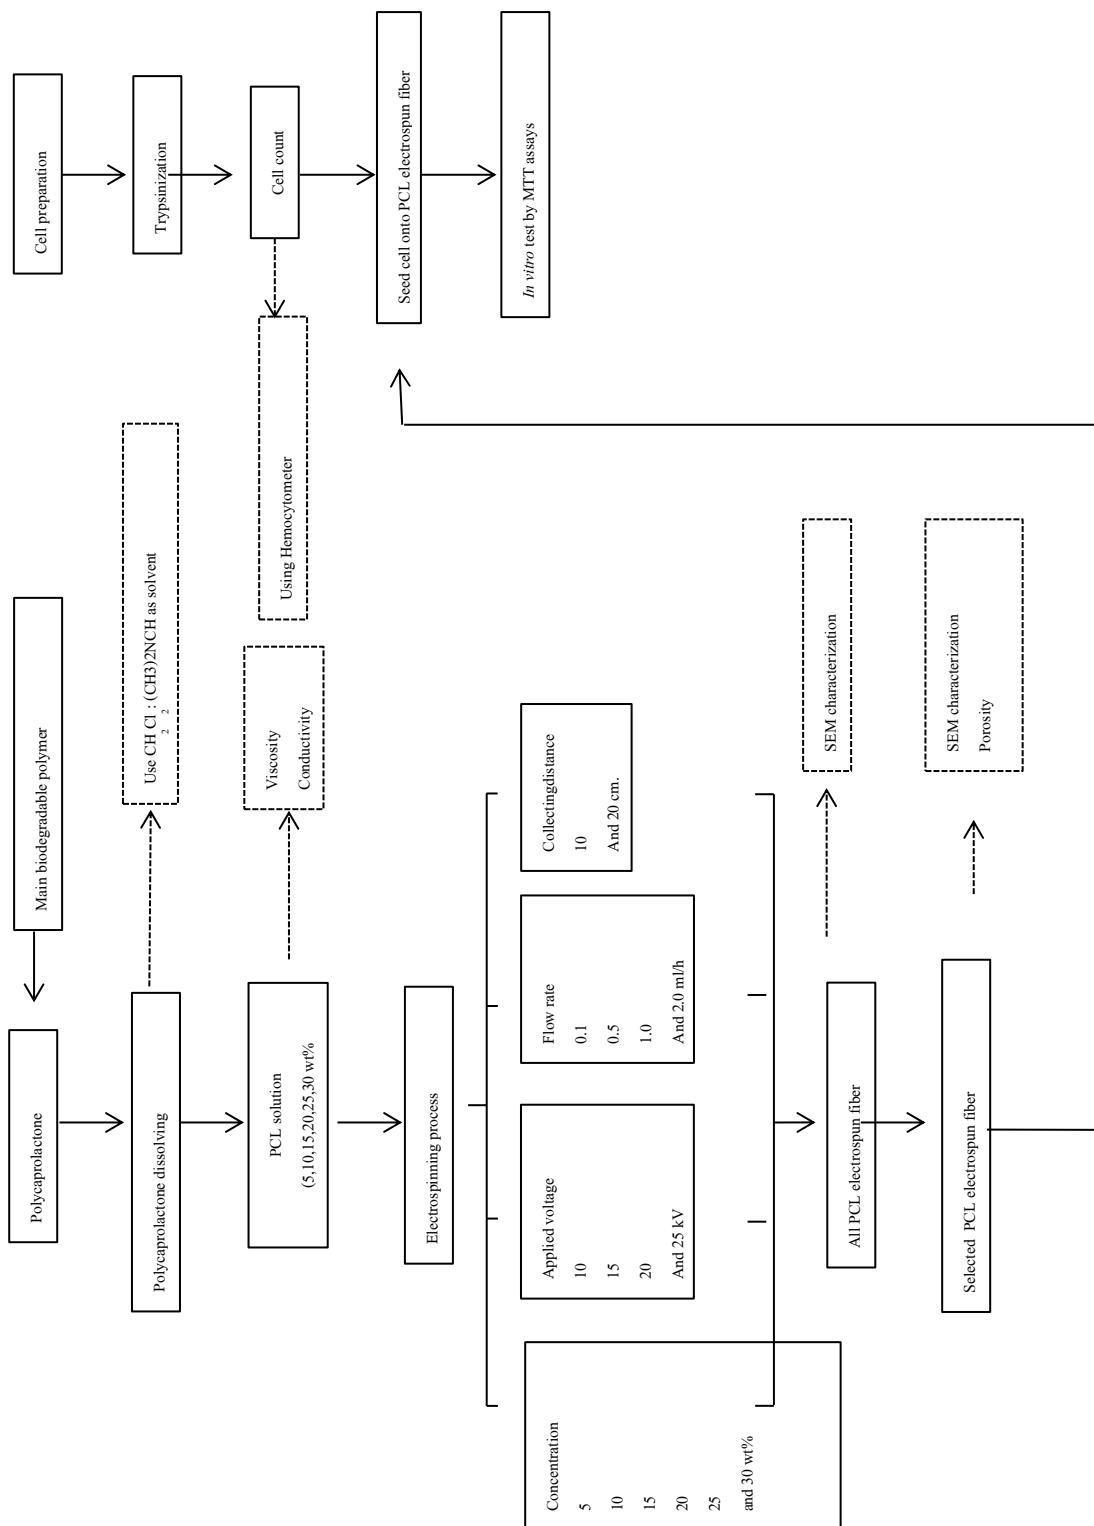 Main biodegradable polymer
Polycaprolactone
Polycaprolactone dissolving
Use CH2Cl2 : (CH3)2NCH as solvent
PCL solution
(5,10,15,20,25,30 wt%
Viscosity
Conductivity
Electrospinning process
Concentration
5
10
15
20
25
and 30 wt%
Applied voltage
10
15
20
And 25 kV
Flow rate
0.1
0.5
1.0
And 2.0 ml/h
Collectingdistance
10
And 20 cm.
All PCL electrospun fiber
SEM characterization
Selected PCL electrospun fiber
SEM characterization
Porosity
Cell preparation
Trypsinization
Cell count
Using Hemocytometer
Seed cell onto PCL electrospun fiber
In vitro test by MTT assays